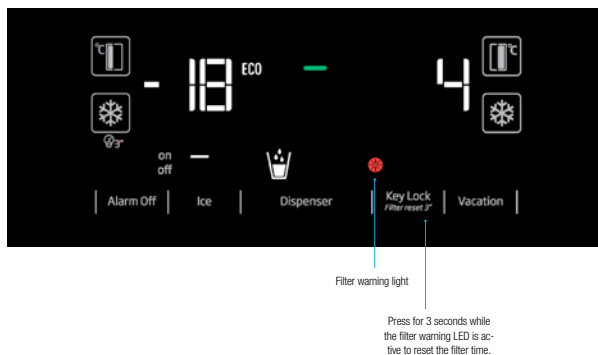 °C
°C
- 18 ECO
4
3"
on
off
Alarm Off
Ice
Dispenser
Key Lock
Filter reset 3"
Vacation
Filter warning light
Press for 3 seconds while
the filter warning LED is ac-
tive to reset the filter time.